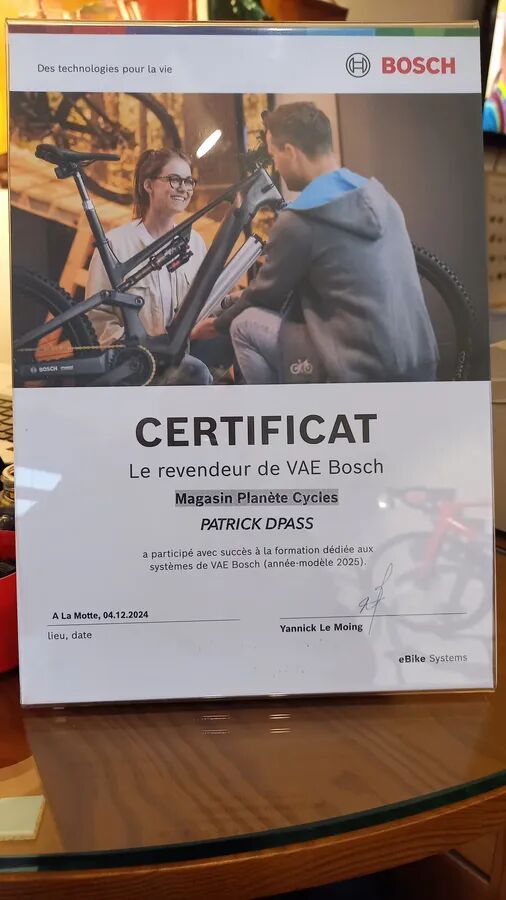 Des technologies pour la vie
BOSCH
BOSCH
CERTIFICAT
Le revendeur de VAE Bosch
Magasin Planète Cycles
PATRICK DPASS
a participé avec succès à la formation dédiée aux
systèmes de VAE Bosch (année-modèle 2025).
A La Motte, 04.12.2024
lieu, date
Yannick Le Moing
eBike Systems